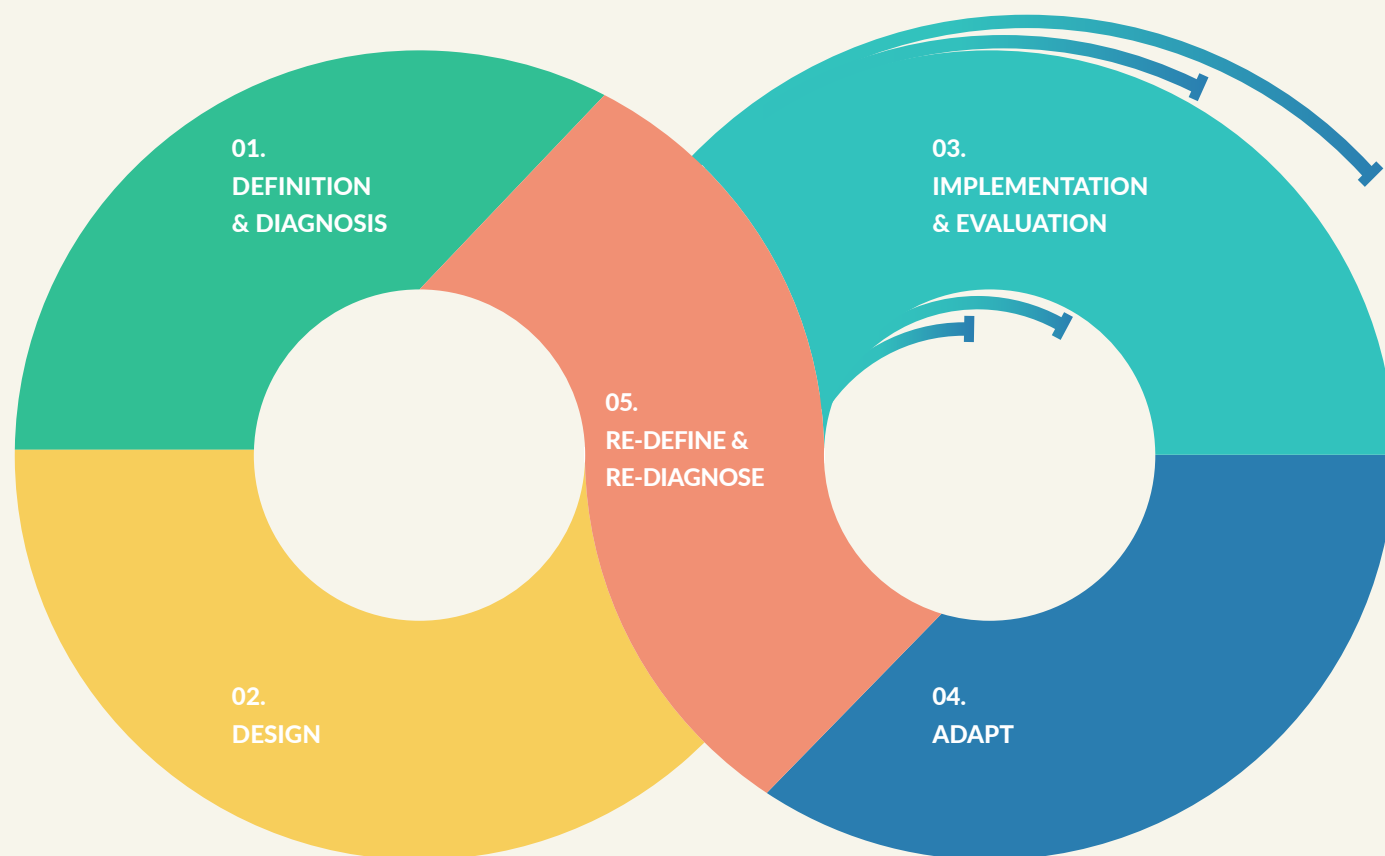 01.
DEFINITION
& DIAGNOSIS
02.
DESIGN
03.
IMPLEMENTATION
& EVALUATION
04.
ADAPT
05.
RE-DEFINE &
RE-DIAGNOSE